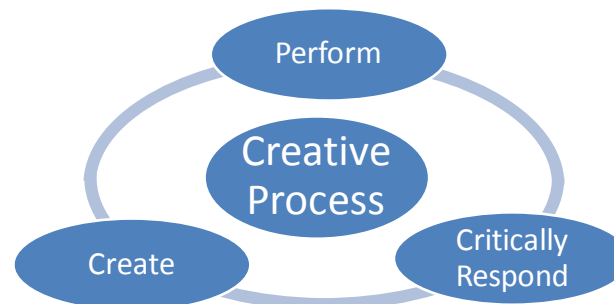 Perform
Creative
Process
Create
Critically
Respond